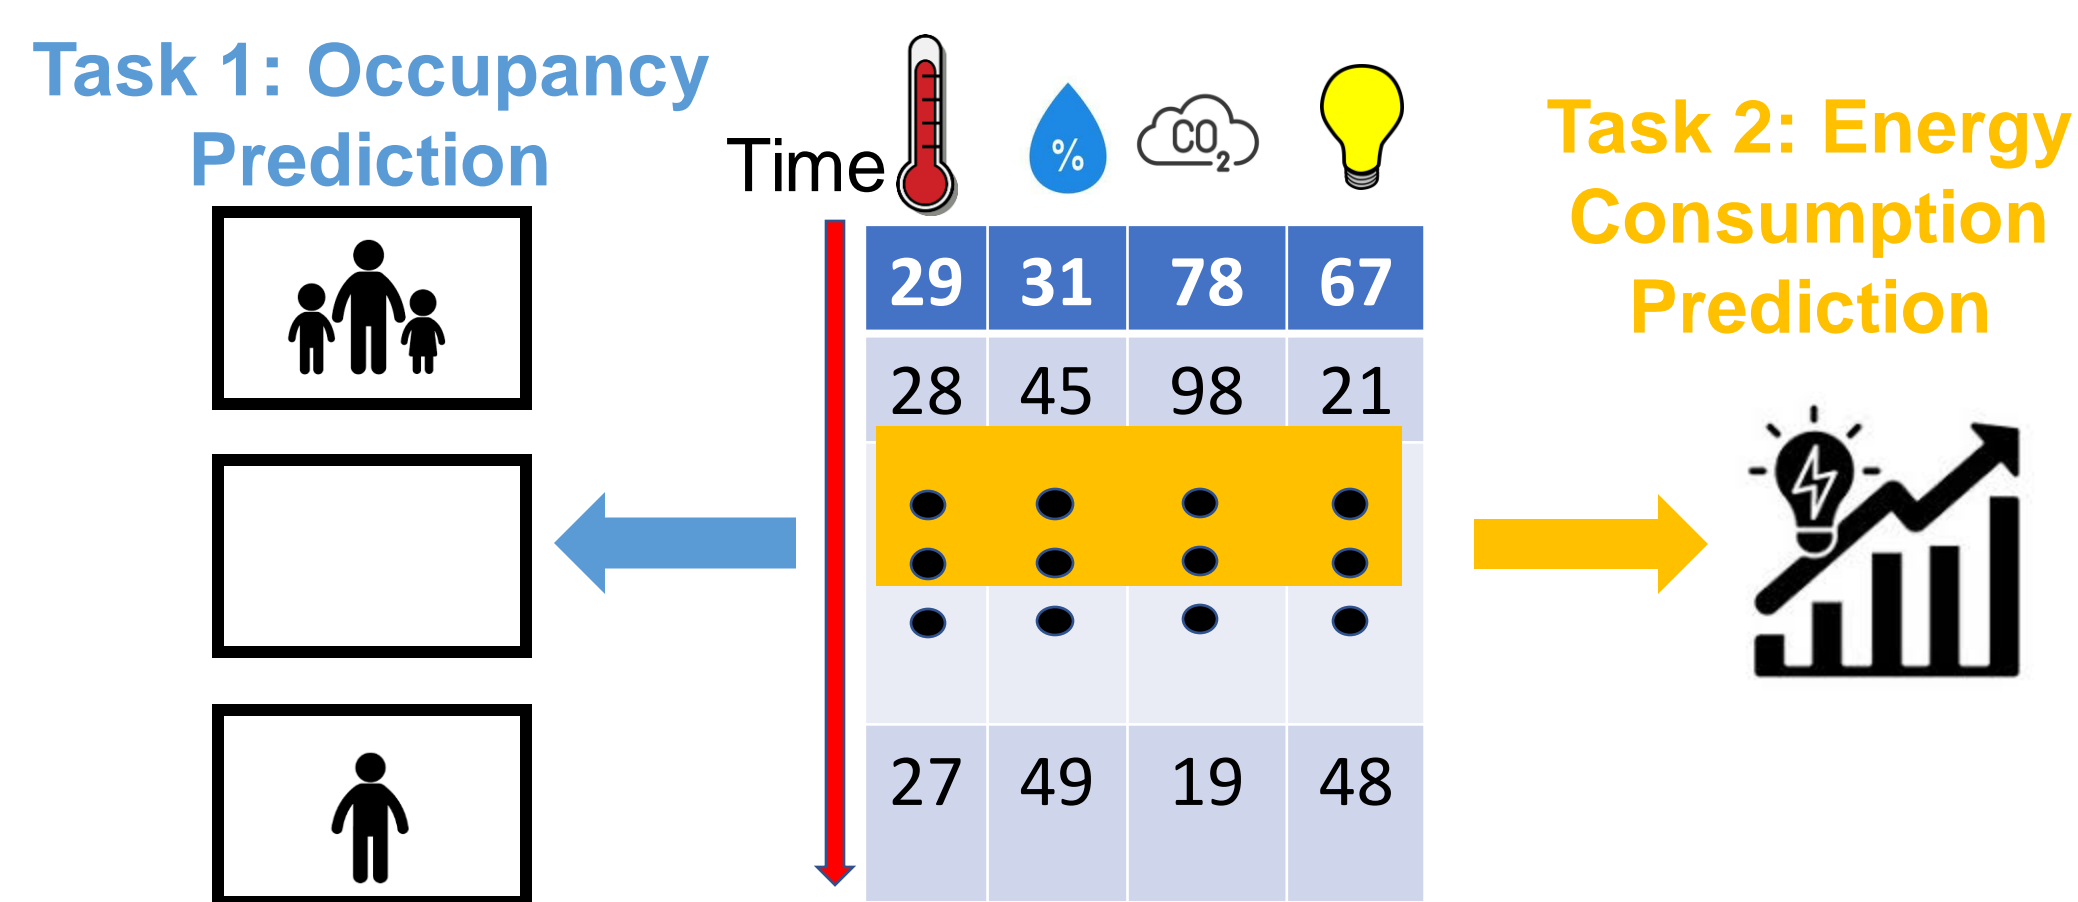 Task 1: Occupancy
Prediction
Time
%
CO2
Task 2: Energy
Consumption
Prediction
29 31 78 67
28 45 98 21
27 49 19 48